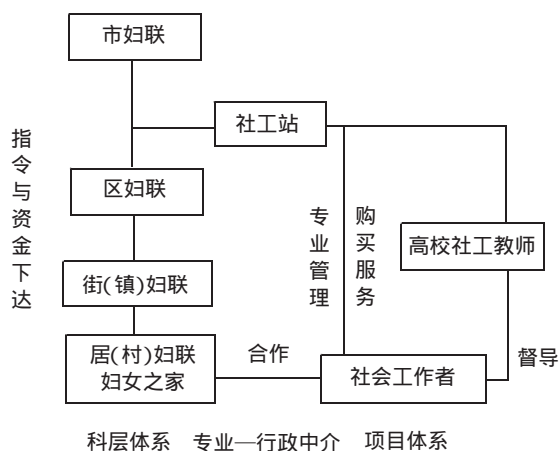 市妇联
社工站
指令与资金下达
区妇联
专业管理
购买服务
高校社工教师
街(镇)妇联
居(村)妇联
妇女之家
合作
社会工作者
督导
科层体系 专业—行政中介 项目体系